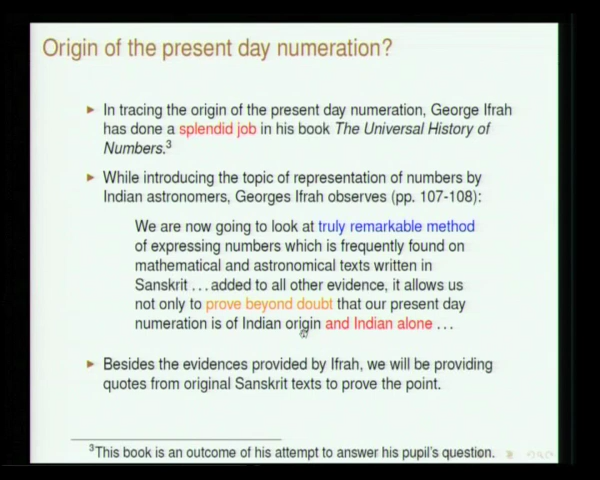 Origin of the present day numeration?
▶ In tracing the origin of the present day numeration, George Ifrah
has done a splendid job in his book The Universal History of
Numbers.³
▶ While introducing the topic of representation of numbers by
Indian astronomers, Georges Ifrah observes (pp. 107-108):
We are now going to look at truly remarkable method
of expressing numbers which is frequently found on
mathematical and astronomical texts written in
Sanskrit ... added to all other evidence, it allows us
not only to prove beyond doubt that our present day
numeration is of Indian origin and Indian alone ...
▶ Besides the evidences provided by Ifrah, we will be providing
quotes from original Sanskrit texts to prove the point.
³This book is an outcome of his attempt to answer his pupil's question.